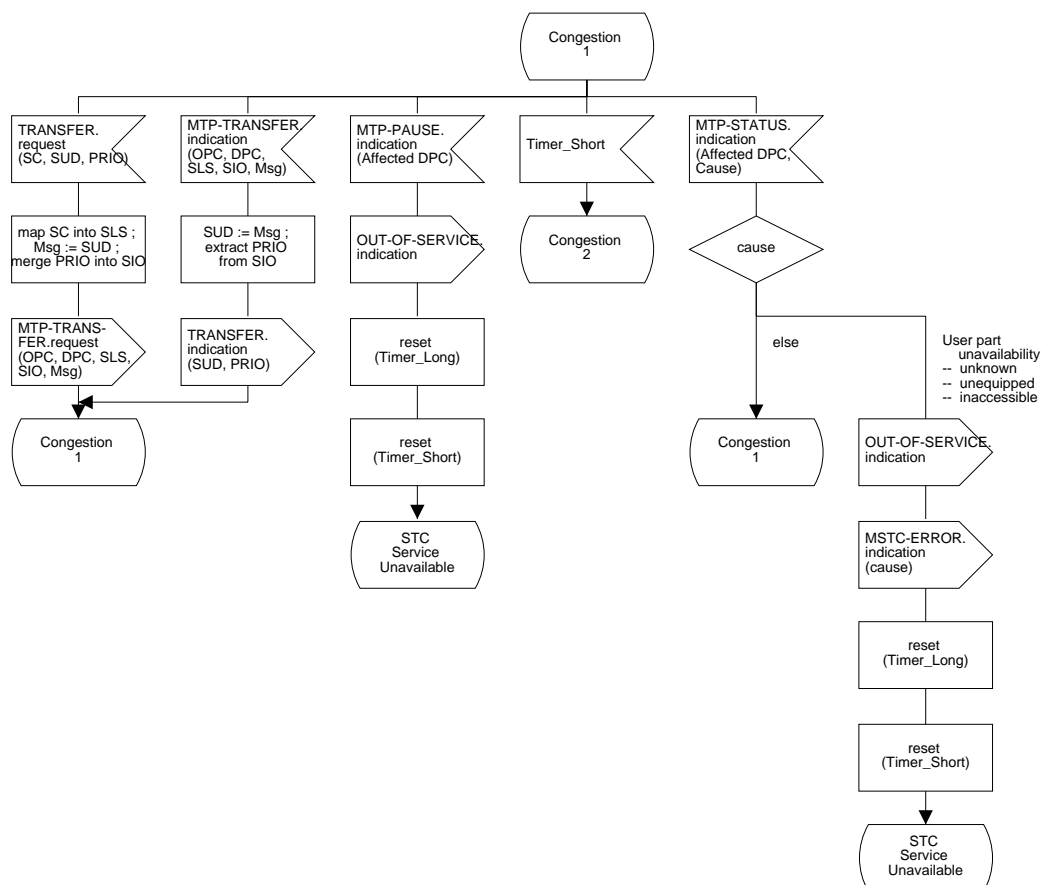 Congestion
1
TRANSFER.
request
(SC, SUD, PRIO)
MTP-TRANSFER.
indication
(OPC, DPC,
SLS, SIO, Msg)
MTP-PAUSE.
indication
(Affected DPC)
Timer_Short
MTP-STATUS.
indication
(Affected DPC,
Cause)
map SC into SLS ;
Msg := SUD ;
merge PRIO into SIO
SUD := Msg ;
extract PRIO
from SIO
OUT-OF-SERVICE.
indication
Congestion
2
cause
MTP-TRANS-
FER.request
(OPC, DPC, SLS,
SIO, Msg)
TRANSFER.
indication
(SUD, PRIO)
reset
(Timer_Long)
else
User part
unavailability
-- unknown
-- unequipped
-- inaccessible
Congestion
1
reset
(Timer_Short)
Congestion
1
OUT-OF-SERVICE.
indication
STC
Service
Unavailable
MSTC-ERROR.
indication
(cause)
reset
(Timer_Long)
reset
(Timer_Short)
STC
Service
Unavailable